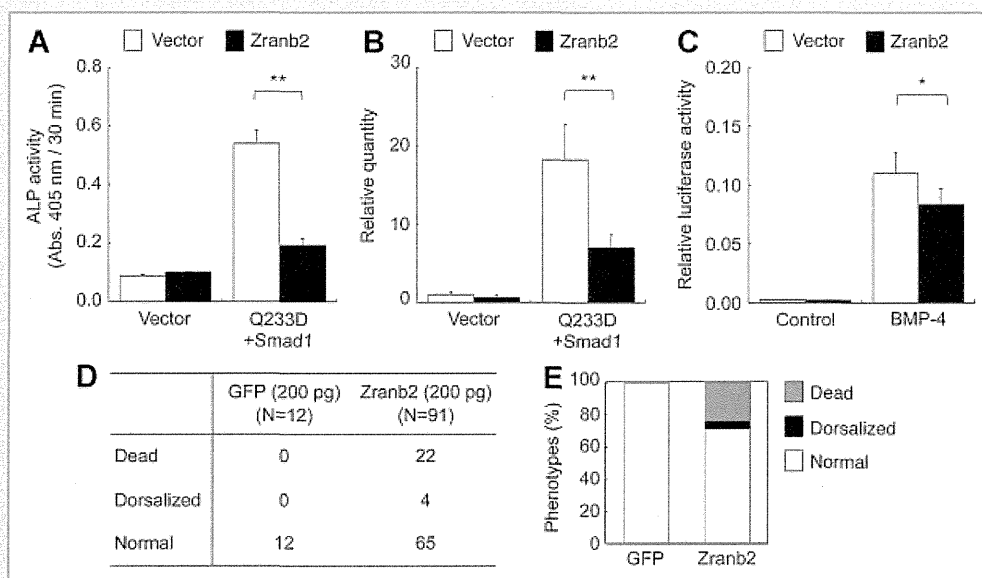 A
Vector Zranb2
ALP activity
(Abs. 405 nm / 30 min)
0.8
0.6
0.4
0.2
0.0
**
Vector
Q233D
+Smad1
B
Vector Zranb2
Relative quantity
30
20
10
0
**
Vector
Q233D
+Smad1
C
Vector Zranb2
Relative luciferase activity
0.20
0.15
0.10
0.05
0.00
*
Control
BMP-4
D
GFP (200 pg) Zranb2 (200 pg)
(N=12) (N=91)
Dead 0 22
Dorsalized 0 4
Normal 12 65
E
Phenotypes (%)
100
80
60
40
20
0
GFP Zranb2
Dead
Dorsalized
Normal